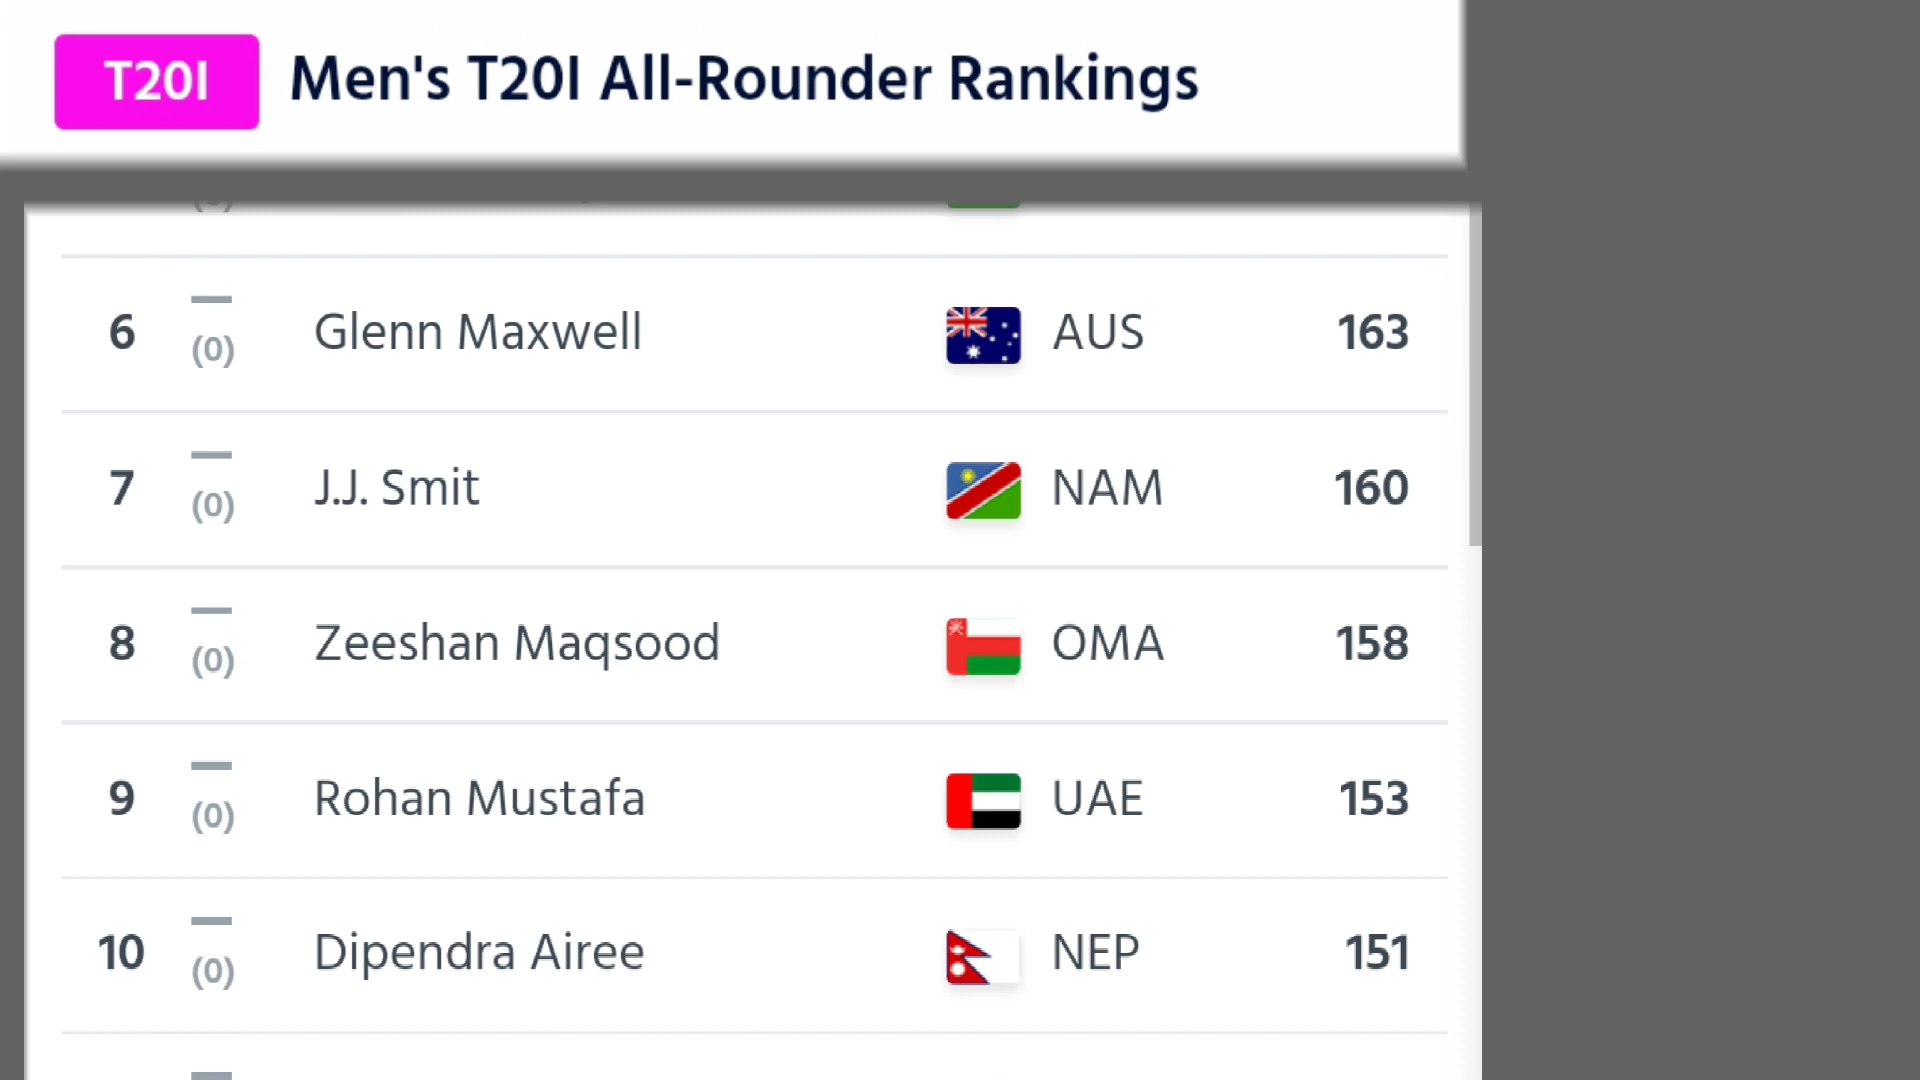 T20I Men's T20I All-Rounder Rankings
6 (0) Glenn Maxwell AUS 163
7 (0) J.J. Smit NAM 160
8 (0) Zeeshan Maqsood OMA 158
9 (0) Rohan Mustafa UAE 153
10 (0) Dipendra Airee NEP 151